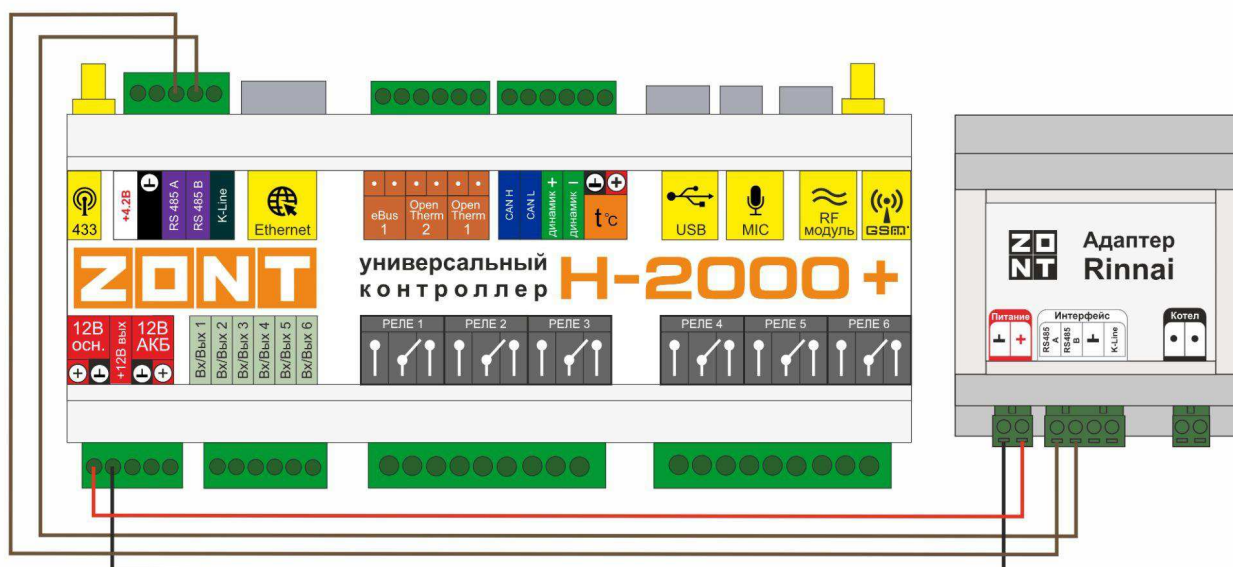 433
+4.2В
RS 485 A
RS 485 B
K-Line
Ethernet
eBus
1
Open
Therm
2
Open
Therm
1
CAN H
CAN L
динамик +
динамик −
t°C
USB
MIC
RF
модуль
GSM
ZONT
универсальный
контроллер
H-2000+
12В
осн.
+12В вых
12В
АКБ
Вх/Вых 1
Вх/Вых 2
Вх/Вых 3
Вх/Вых 4
Вх/Вых 5
Вх/Вых 6
РЕЛЕ 1
РЕЛЕ 2
РЕЛЕ 3
РЕЛЕ 4
РЕЛЕ 5
РЕЛЕ 6
ZONT
Адаптер
Rinnai
Питание
Интерфейс
Котел
RS485
A
RS485
B
K-Line